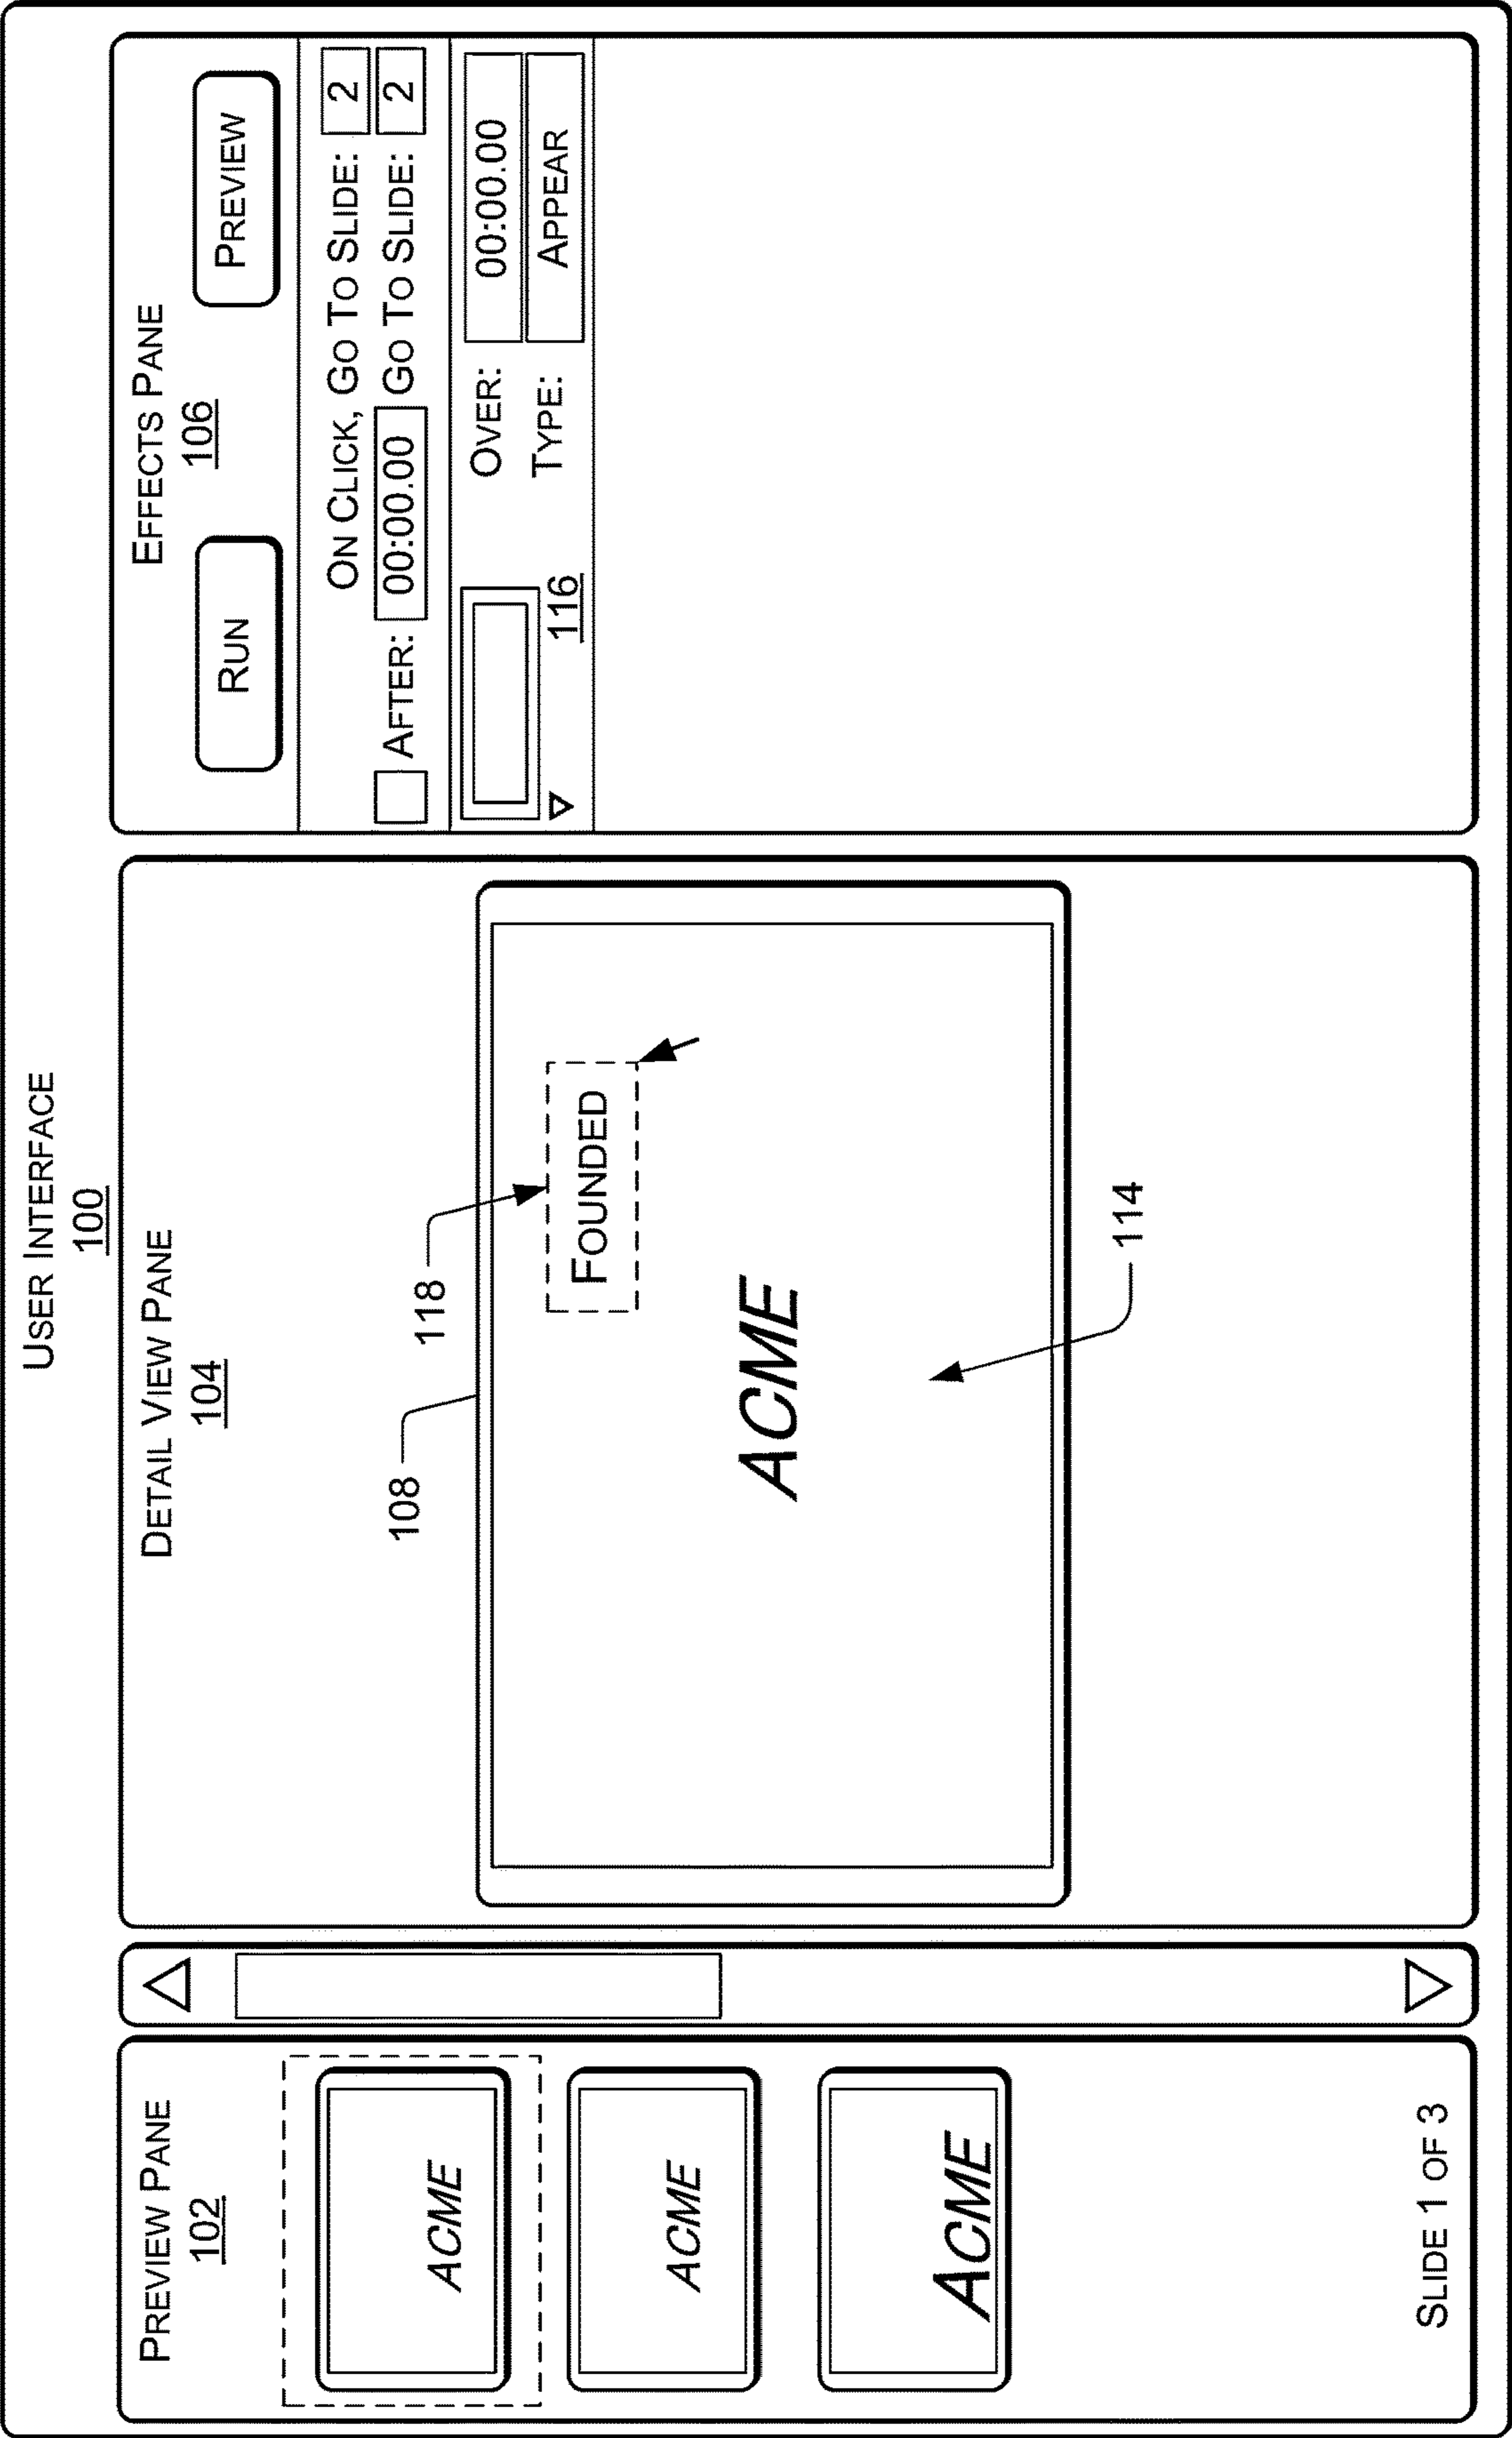 USER INTERFACE
100
PREVIEW PANE
102
ACME
ACME
ACME
SLIDE 1 OF 3
DETAIL VIEW PANE
104
108
118
FOUNDED
ACME
114
EFFECTS PANE
106
RUN
PREVIEW
ON CLICK, GO TO SLIDE: 2
AFTER: 00:00.00 GO TO SLIDE: 2
OVER: 00:00.00
116
TYPE: APPEAR